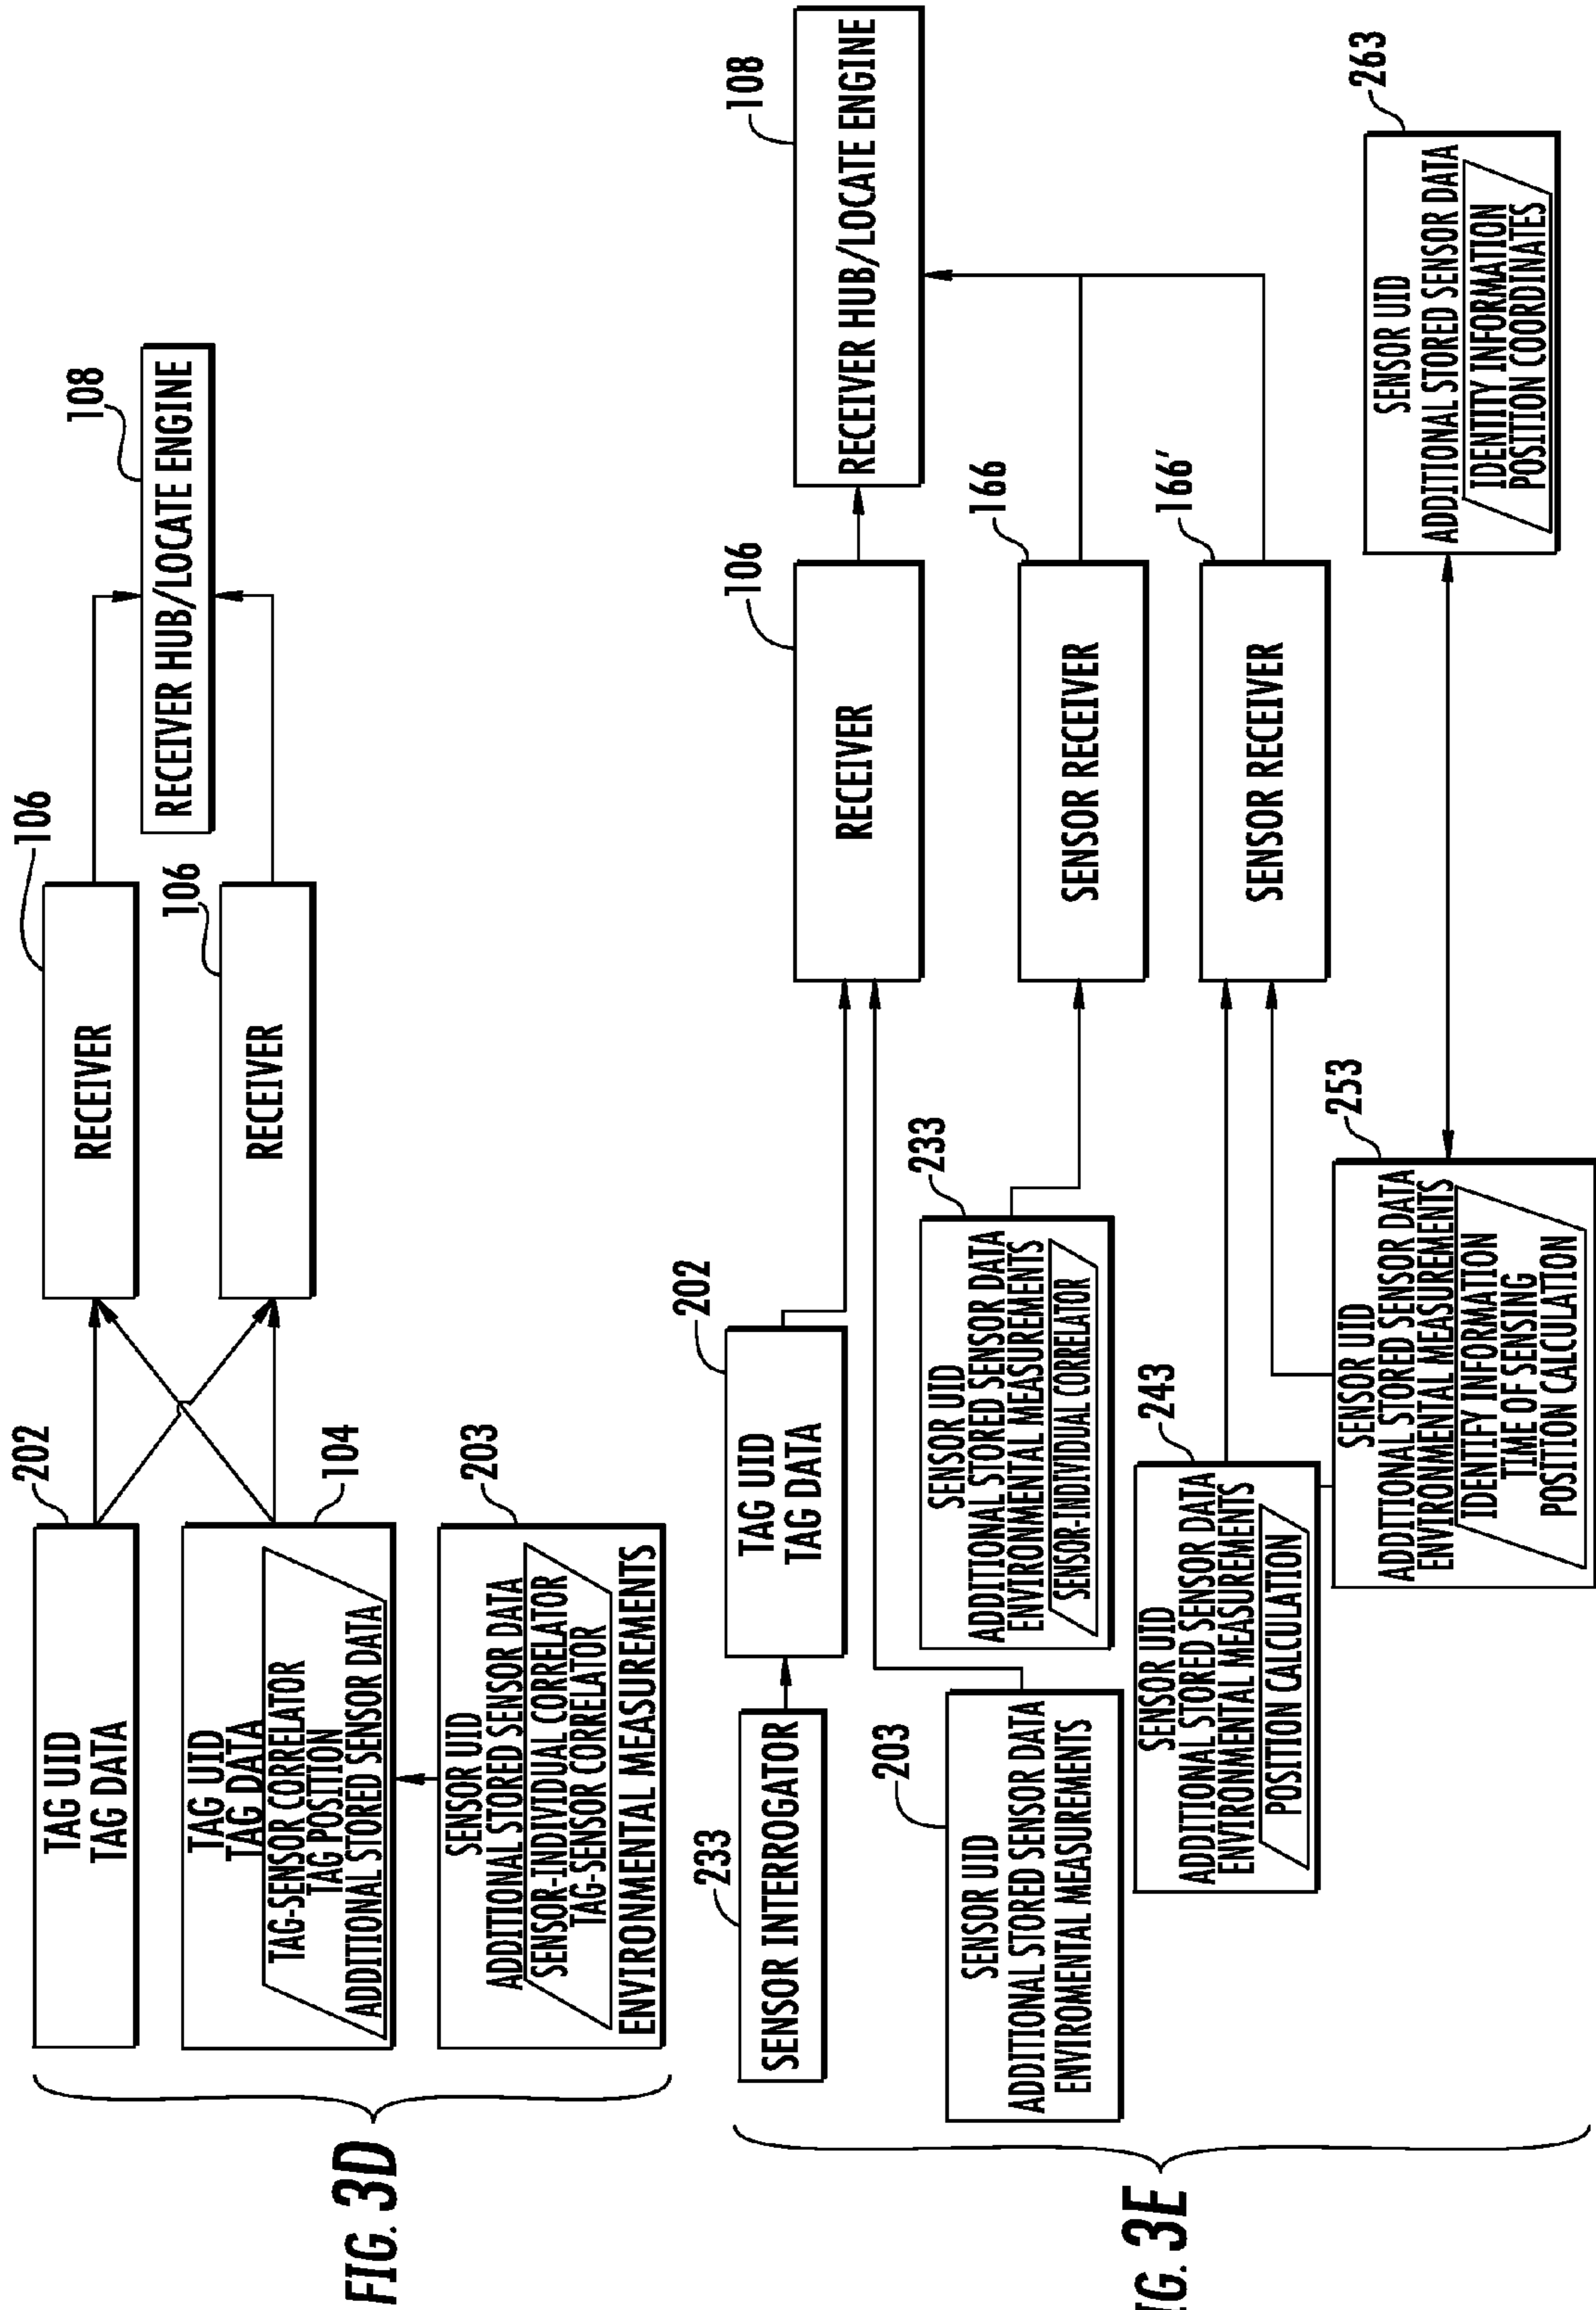 202
TAG UID
TAG DATA
104
TAG UID
TAG DATA
TAG-SENSOR CORRELATOR
TAG POSITION
ADDITIONAL STORED SENSOR DATA
203
SENSOR UID
ADDITIONAL STORED SENSOR DATA
SENSOR-INDIVIDUAL CORRELATOR
TAG-SENSOR CORRELATOR
ENVIRONMENTAL MEASUREMENTS
106
RECEIVER
106
RECEIVER
108
RECEIVER HUB/LOCATE ENGINE
FIG. 3D
233
SENSOR INTERROGATOR
202
TAG UID
TAG DATA
203
SENSOR UID
ADDITIONAL STORED SENSOR DATA
ENVIROMENTAL MEASUREMENTS
233
SENSOR UID
ADDITIONAL STORED SENSOR DATA
ENVIRONMENTAL MEASUREMENTS
SENSOR-INDIVIDUAL CORRELATOR
243
SENSOR UID
ADDITIONAL STORED SENSOR DATA
ENVIRONMENTAL MEASUREMENTS
POSITION CALCULATION
253
SENSOR UID
ADDITIONAL STORED SENSOR DATA
ENVIRONMENTAL MEASUREMENTS
IDENTIFY INFORMATION
TIME OF SENSING
POSITION CALCULATION
106
RECEIVER
166
SENSOR RECEIVER
166'
SENSOR RECEIVER
108
RECEIVER HUB/LOCATE ENGINE
263
SENSOR UID
ADDITIONAL STORED SENSOR DATA
IDENTITY INFORMATION
POSITION COORDINATES
IG. 3E